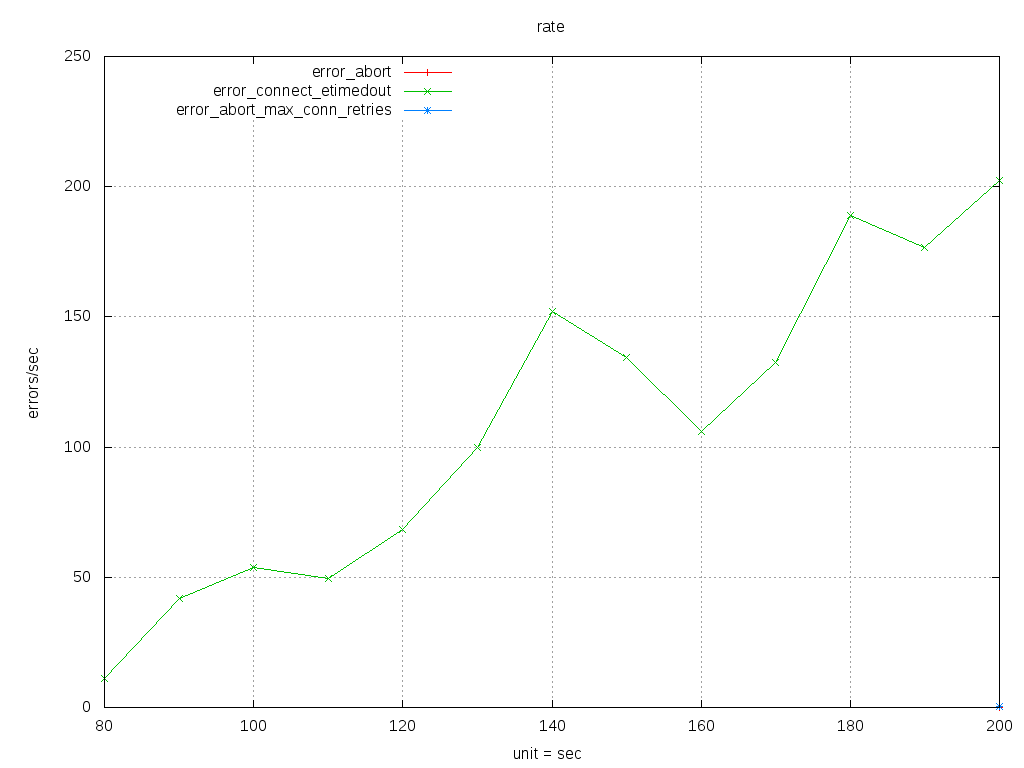 rate
250
200
150
100
50
0
error_abort
error_connect_etimedout
error_abort_max_conn_retries
errors/sec
80 100 120 140 160 180 200
unit = sec